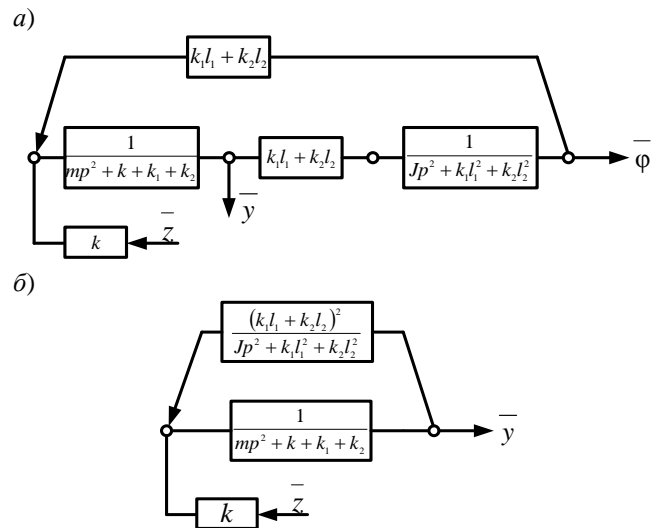 а)
k₁l₁ + k₂l₂
1 / (mp² + k + k₁ + k₂)
k₁l₁ + k₂l₂
1 / (Jp² + k₁l₁² + k₂l₂²)
φ̅
y̅
k
z̅
б)
(k₁l₁ + k₂l₂)² / (Jp² + k₁l₁² + k₂l₂²)
1 / (mp² + k + k₁ + k₂)
y̅
k
z̅